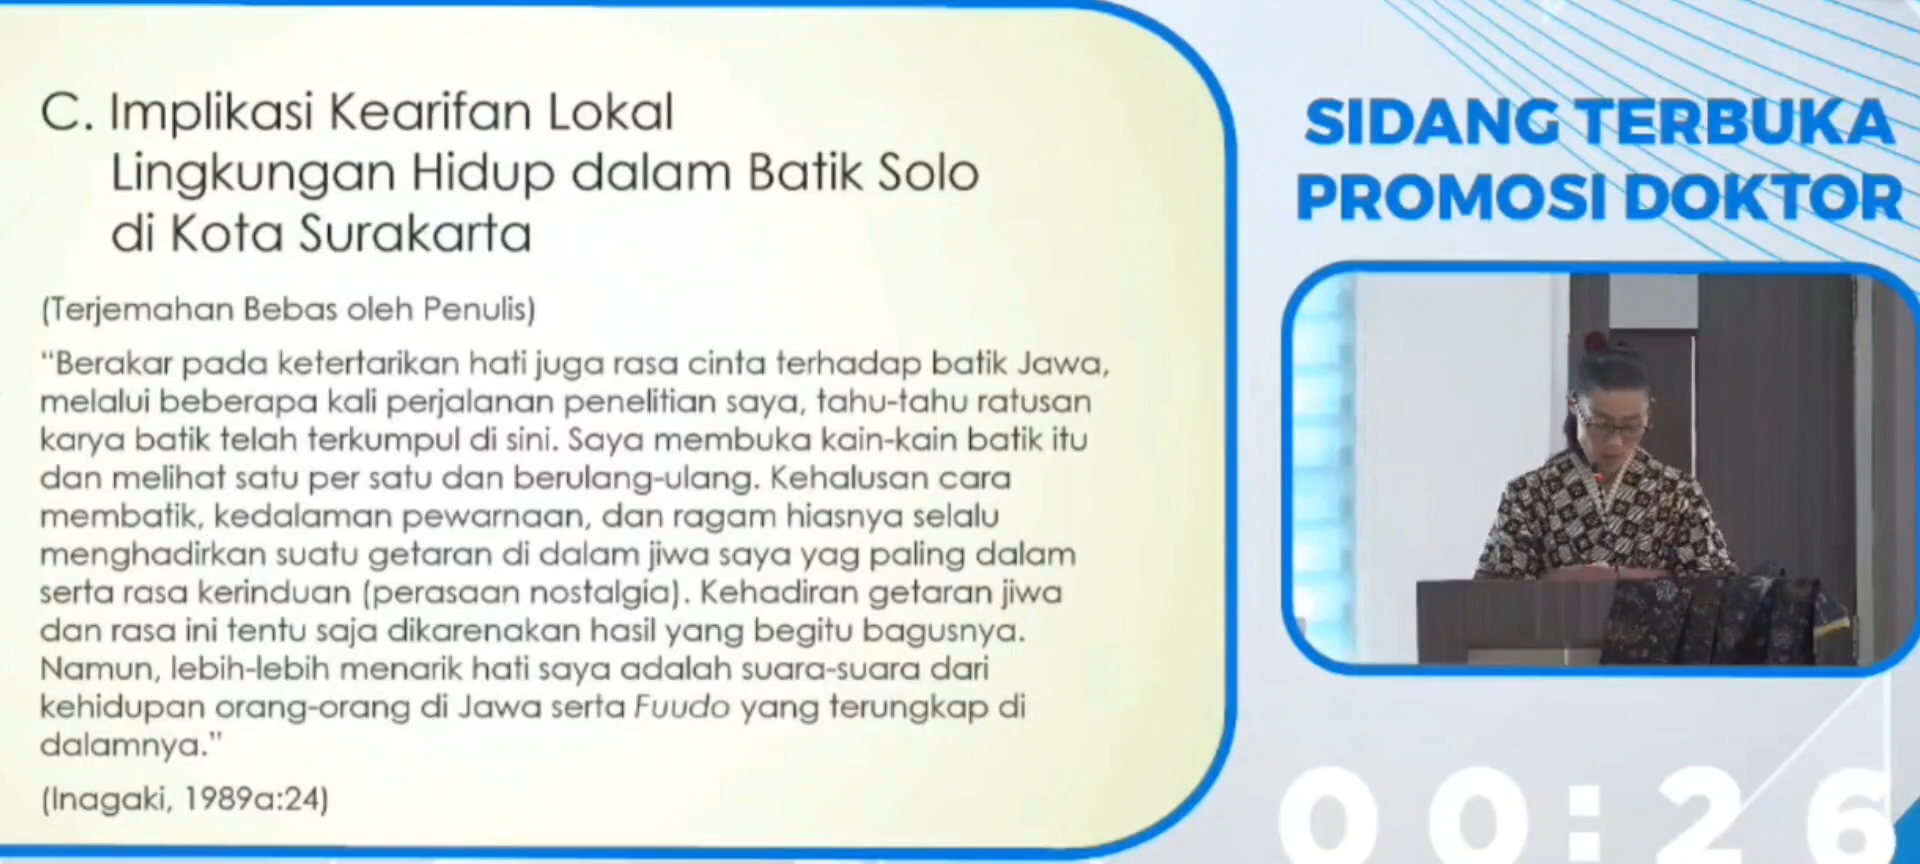 C. Implikasi Kearifan Lokal
Lingkungan Hidup dalam Batik Solo
di Kota Surakarta
(Terjemahan Bebas oleh Penulis)
“Berakar pada ketertarikan hati juga rasa cinta terhadap batik Jawa,
melalui beberapa kali perjalanan penelitian saya, tahu-tahu ratusan
karya batik telah terkumpul di sini. Saya membuka kain-kain batik itu
dan melihat satu per satu dan berulang-ulang. Kehalusan cara
membatik, kedalaman pewarnaan, dan ragam hiasnya selalu
menghadirkan suatu getaran di dalam jiwa saya yag paling dalam
serta rasa kerinduan (perasaan nostalgia). Kehadiran getaran jiwa
dan rasa ini tentu saja dikarenakan hasil yang begitu bagusnya.
Namun, lebih-lebih menarik hati saya adalah suara-suara dari
kehidupan orang-orang di Jawa serta Fuudo yang terungkap di
dalamnya.”
(Inagaki, 1989a:24)
SIDANG TERBUKA
PROMOSI DOKTOR
00:26